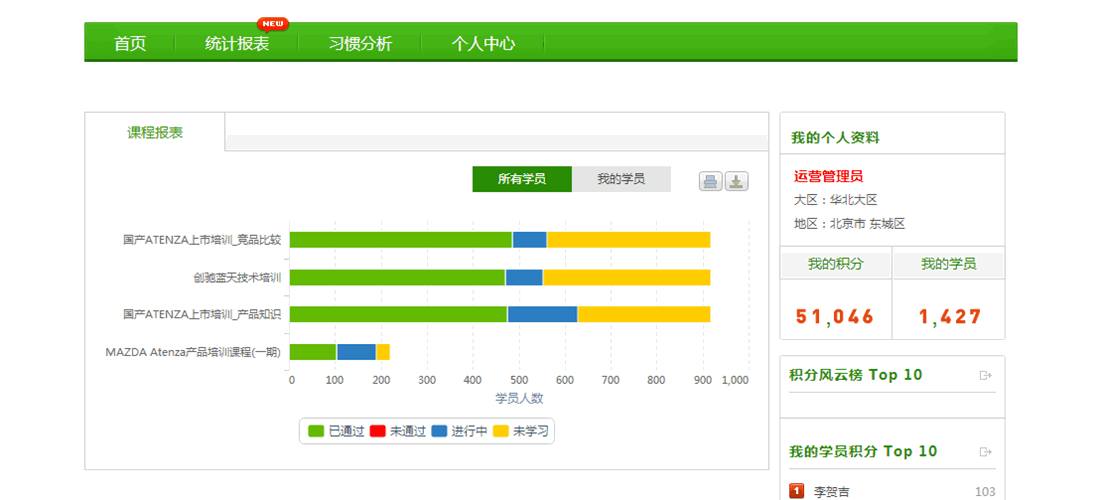 NEW
首页 统计报表 习惯分析 个人中心
课程报表
所有学员 我的学员
国产ATENZA上市培训_竞品比较
创驰蓝天技术培训
国产ATENZA上市培训_产品知识
MAZDA Atenza产品培训课程(一期)
0 100 200 300 400 500 600 700 800 900 1,000
学员人数
已通过 未通过 进行中 未学习
我的个人资料
运营管理员
大区：华北大区
地区：北京市 东城区
我的积分 我的学员
51,046 1,427
积分风云榜 Top 10
我的学员积分 Top 10
1 李贺吉 103